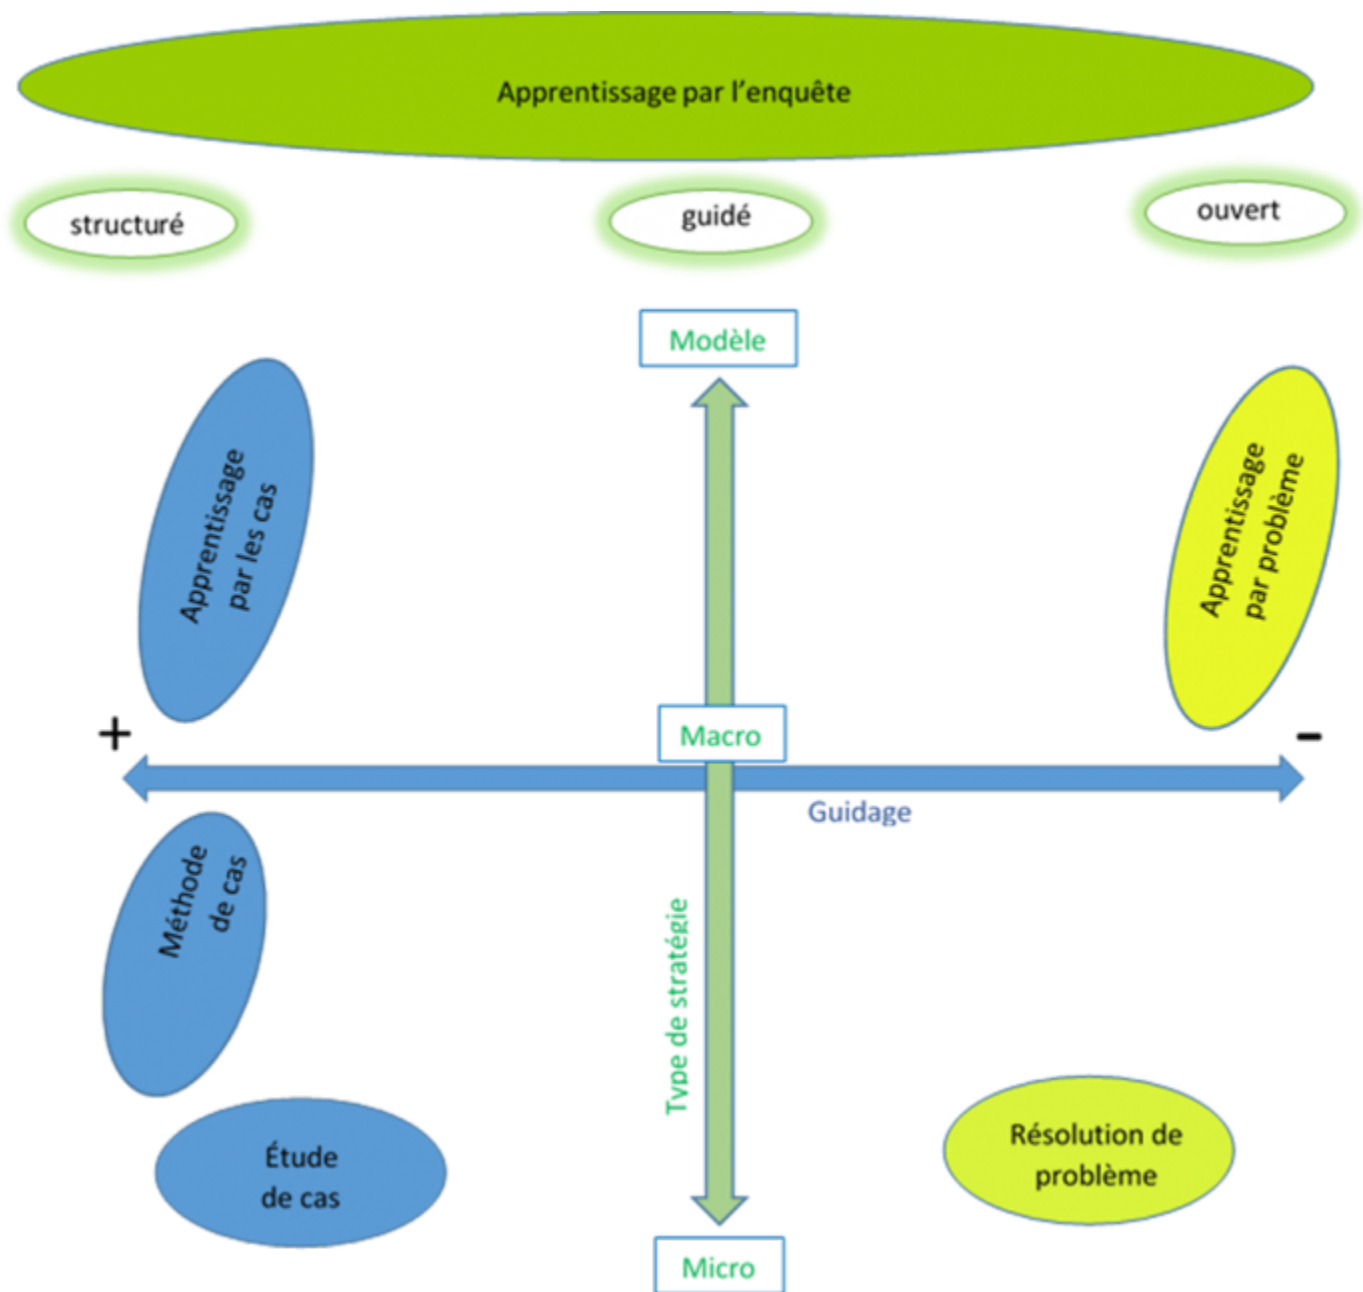 Apprentissage par l'enquête
structuré
guidé
ouvert
Modèle
Apprentissage
par les cas
Apprentissage
par problème
+
Macro
-
Guidage
Méthode
de cas
Type de stratégie
Étude
de cas
Résolution de
problème
Micro